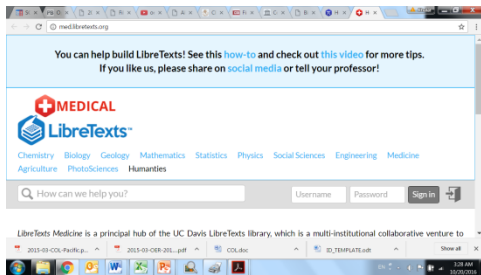 med.libretexts.org
You can help build LibreTexts! See this how-to and check out this video for more tips.
If you like us, please share on social media or tell your professor!
MEDICAL
LibreTexts™
Chemistry Biology Geology Mathematics Statistics Physics Social Sciences Engineering Medicine
Agriculture PhotoSciences Humanties
How can we help you? Username Password Sign in
LibreTexts Medicine is a principal hub of the UC Davis LibreTexts library, which is a multi-institutional collaborative venture to
2015-03-COL-Pacific.p... 2015-03-OER-201....pdf COL.doc ID_TEMPLATE.odt Show all
3:28 AM
10/20/2016